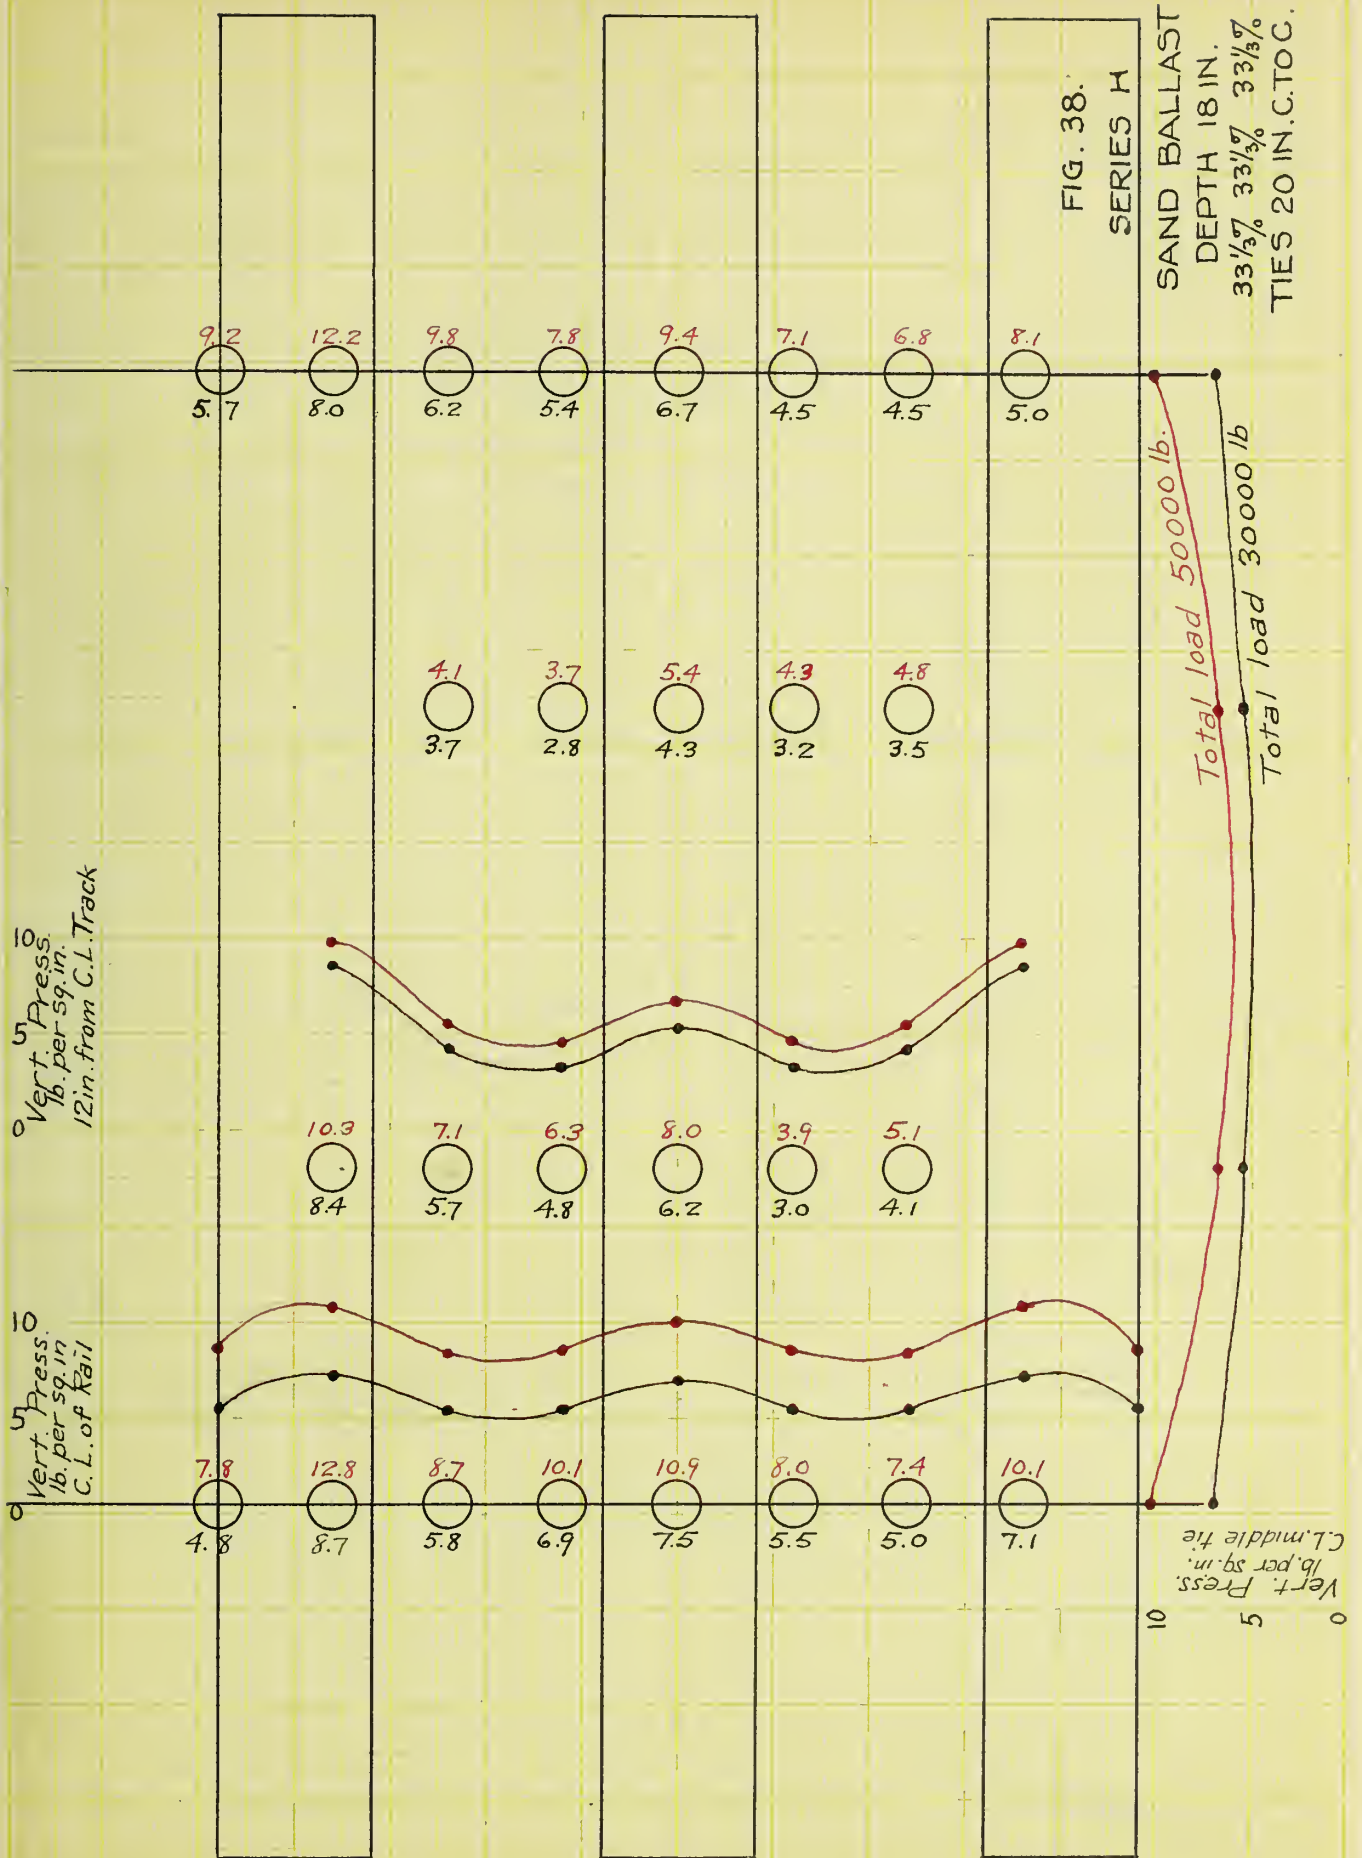 FIG. 38.
SERIES H
SAND BALLAST
DEPTH 18 IN.
33⅓% 33⅓% 33⅓%
TIES 20 IN. C. TO C.
9.2 12.2 9.8 7.8 9.4 7.1 6.8 8.1
5.7 8.0 6.2 5.4 6.7 4.5 4.5 5.0
4.1 3.7 5.4 4.3 4.8
3.7 2.8 4.3 3.2 3.5
Total load 50000 lb.
Total load 30000 lb
10
5
0
Vert. Press.
lb. per sq. in.
12 in. from C.L. Track
10.3 7.1 6.3 8.0 3.9 5.1
8.4 5.7 4.8 6.2 3.0 4.1
10
5
0
Vert. Press.
lb. per sq. in
C.L. of Rail
7.8 12.8 8.7 10.1 10.9 8.0 7.4 10.1
4.8 8.7 5.8 6.9 7.5 5.5 5.0 7.1
Vert. Press.
lb. per sq. in.
C.L. middle tie
10
5
0